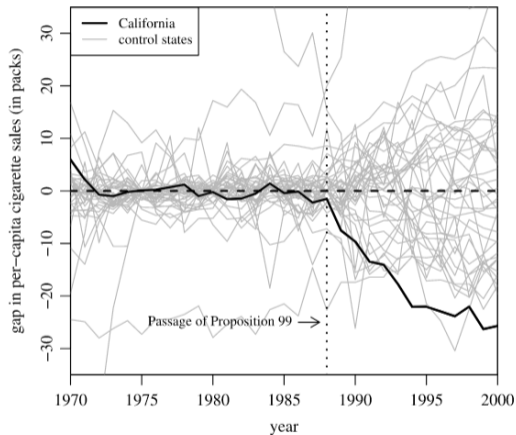 California
control states
gap in per−capita cigarette sales (in packs)
30
20
10
0
−10
−20
−30
Passage of Proposition 99
1970
1975
1980
1985
1990
1995
2000
year